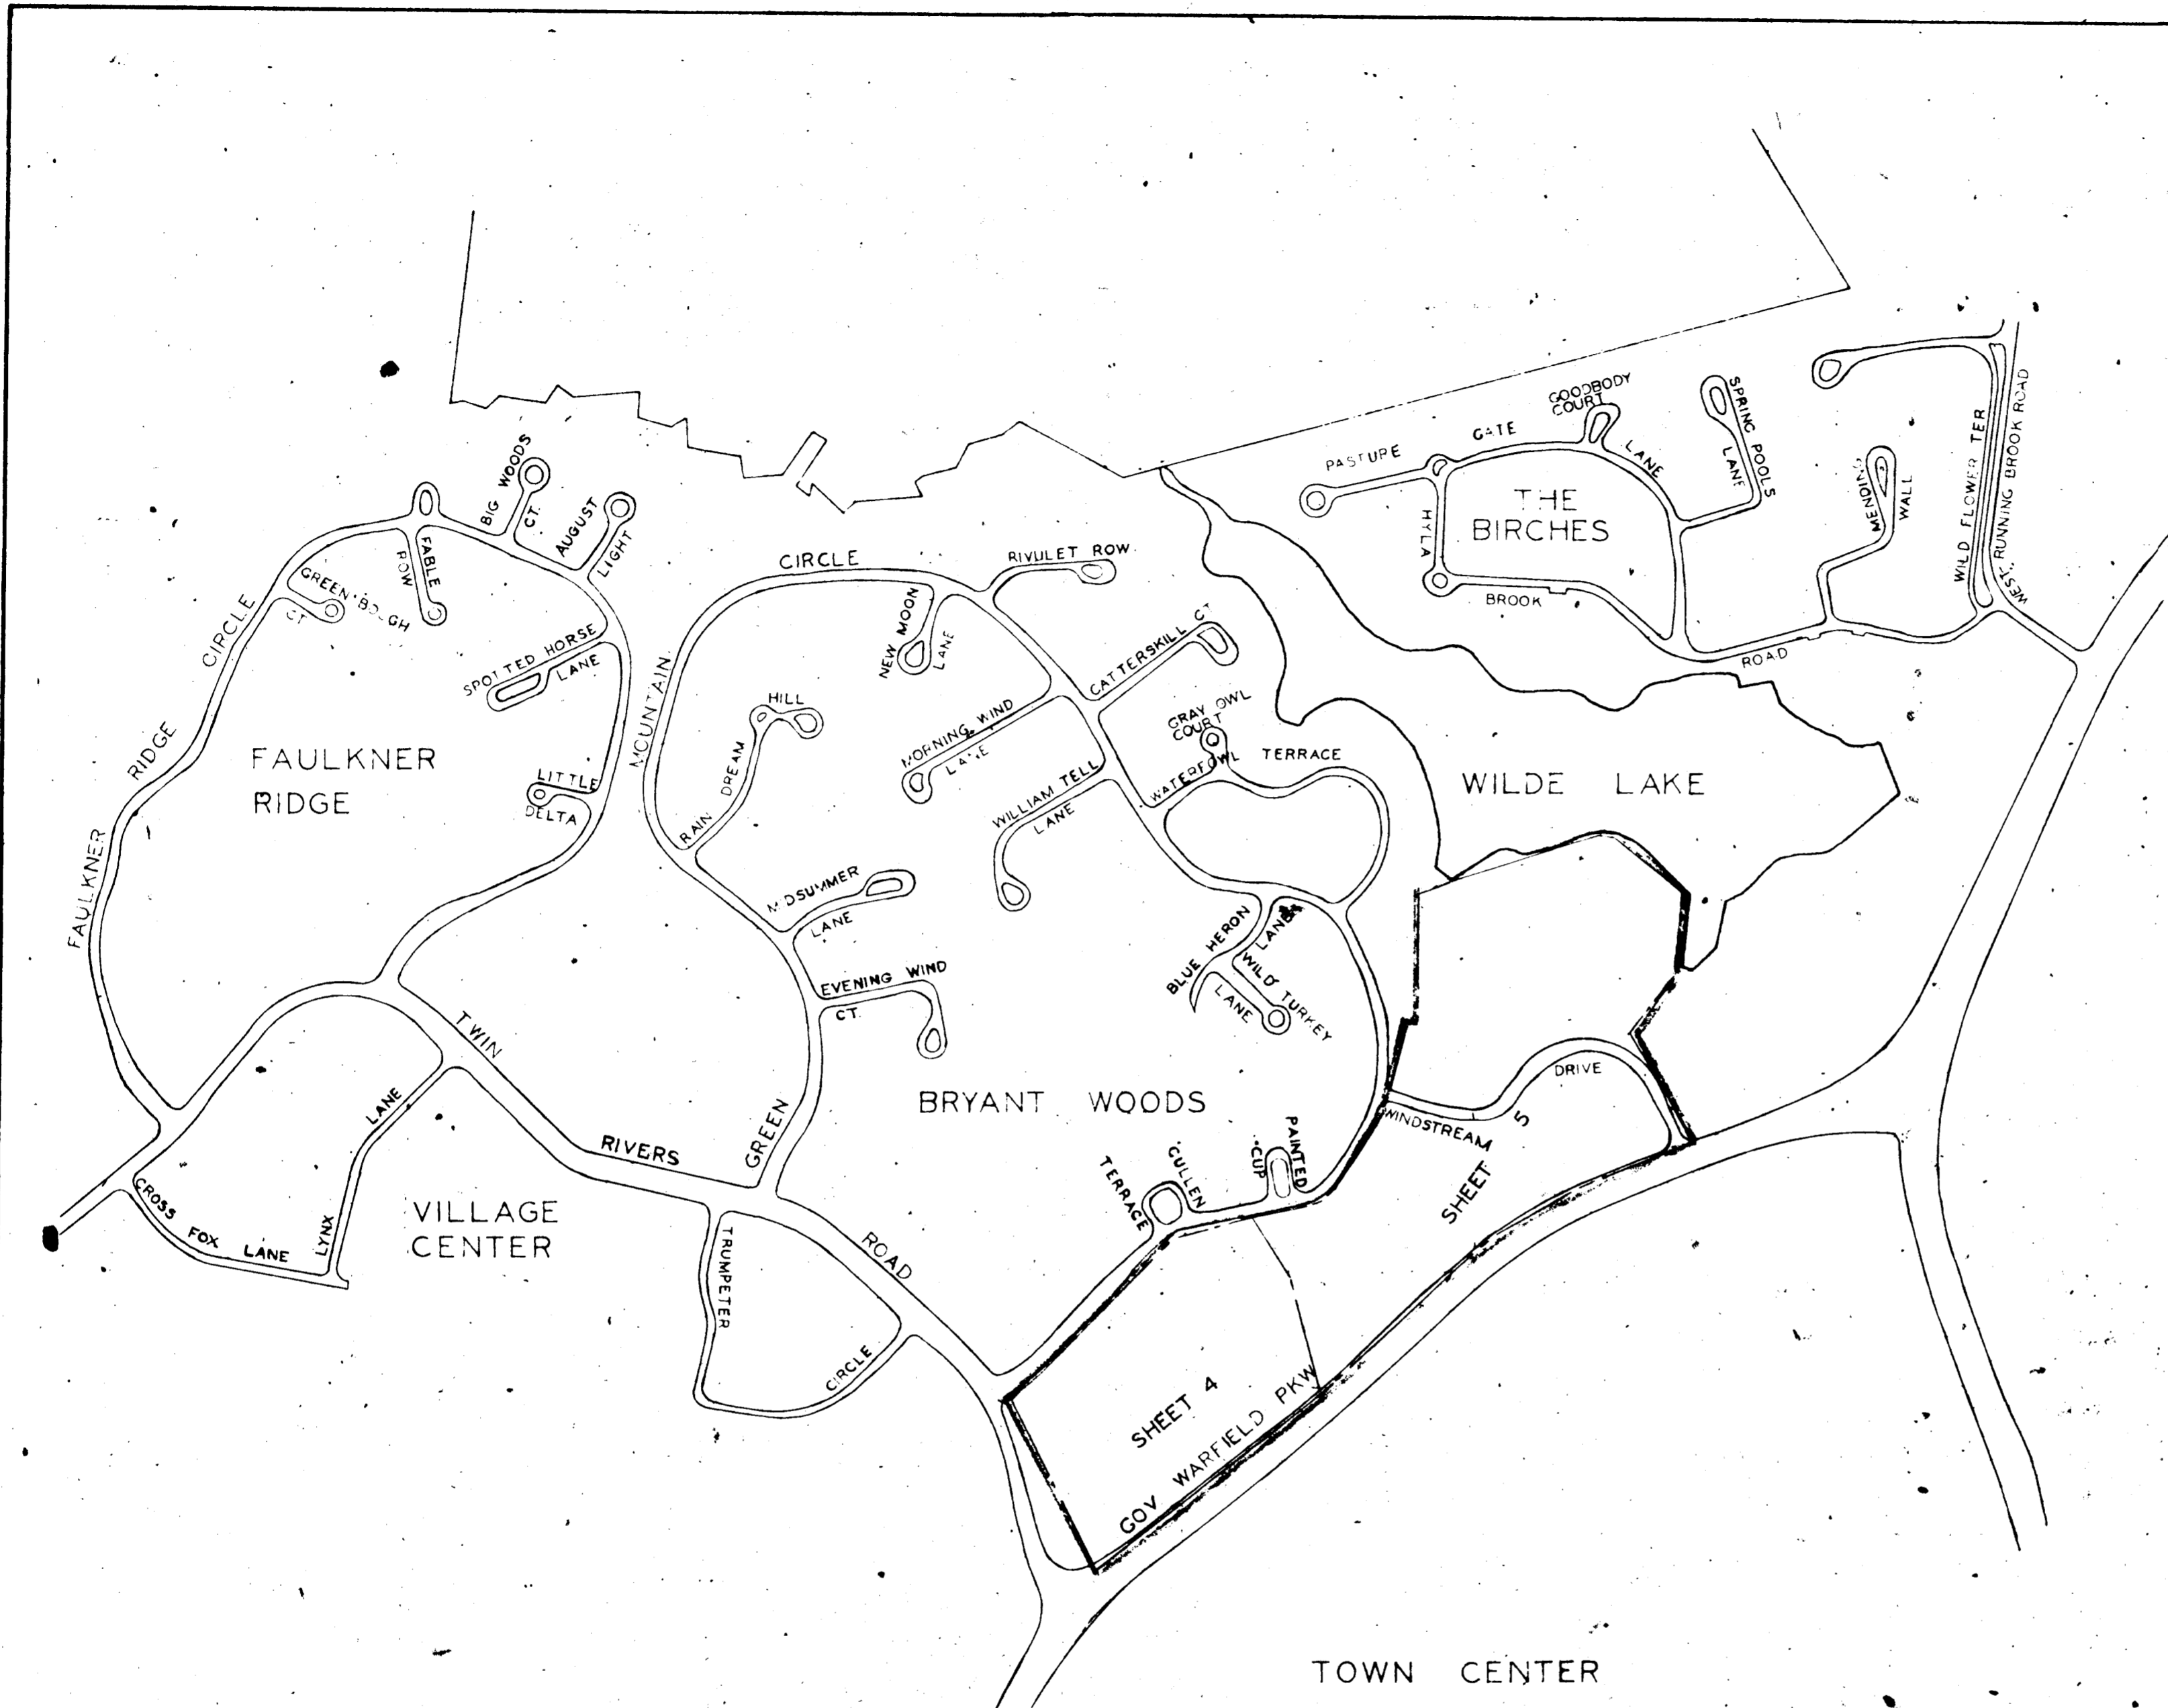 GOODBODY
COURT
SPRING POOLS
LANE
PASTURE GATE LANE
THE
BIRCHES
HYLA BROOK ROAD
MENDING WALL
WILD FLOWER TER
WEST RUNNING BROOK ROAD
BIG WOODS
CT.
AUGUST
LIGHT
FABLE
ROW
GREEN BOUGH
CT
SPOTTED HORSE
LANE
LITTLE
DELTA
FAULKNER RIDGE CIRCLE
FAULKNER
RIDGE
GREEN MOUNTAIN CIRCLE
RIVULET ROW.
NEW MOON
LANE
CATTERSKILL CT
HILL
RAIN DREAM
MORNING WIND
LANE
GRAY OWL
COURT
WATERFOWL TERRACE
WILLIAM TELL
LANE
WILDE LAKE
MIDSUMMER
LANE
EVENING WIND
CT.
BLUE HERON
LANE
WILD TURKEY
LANE
TWIN RIVERS ROAD
BRYANT WOODS
DRIVE
WINDSTREAM
SHEET 5
PAINTED
CUP
CULLEN
TERRACE
LYNX LANE
CROSS FOX LANE
VILLAGE
CENTER
TRUMPETER
CIRCLE
SHEET 4
GOV WARFIELD PKW
TOWN CENTER